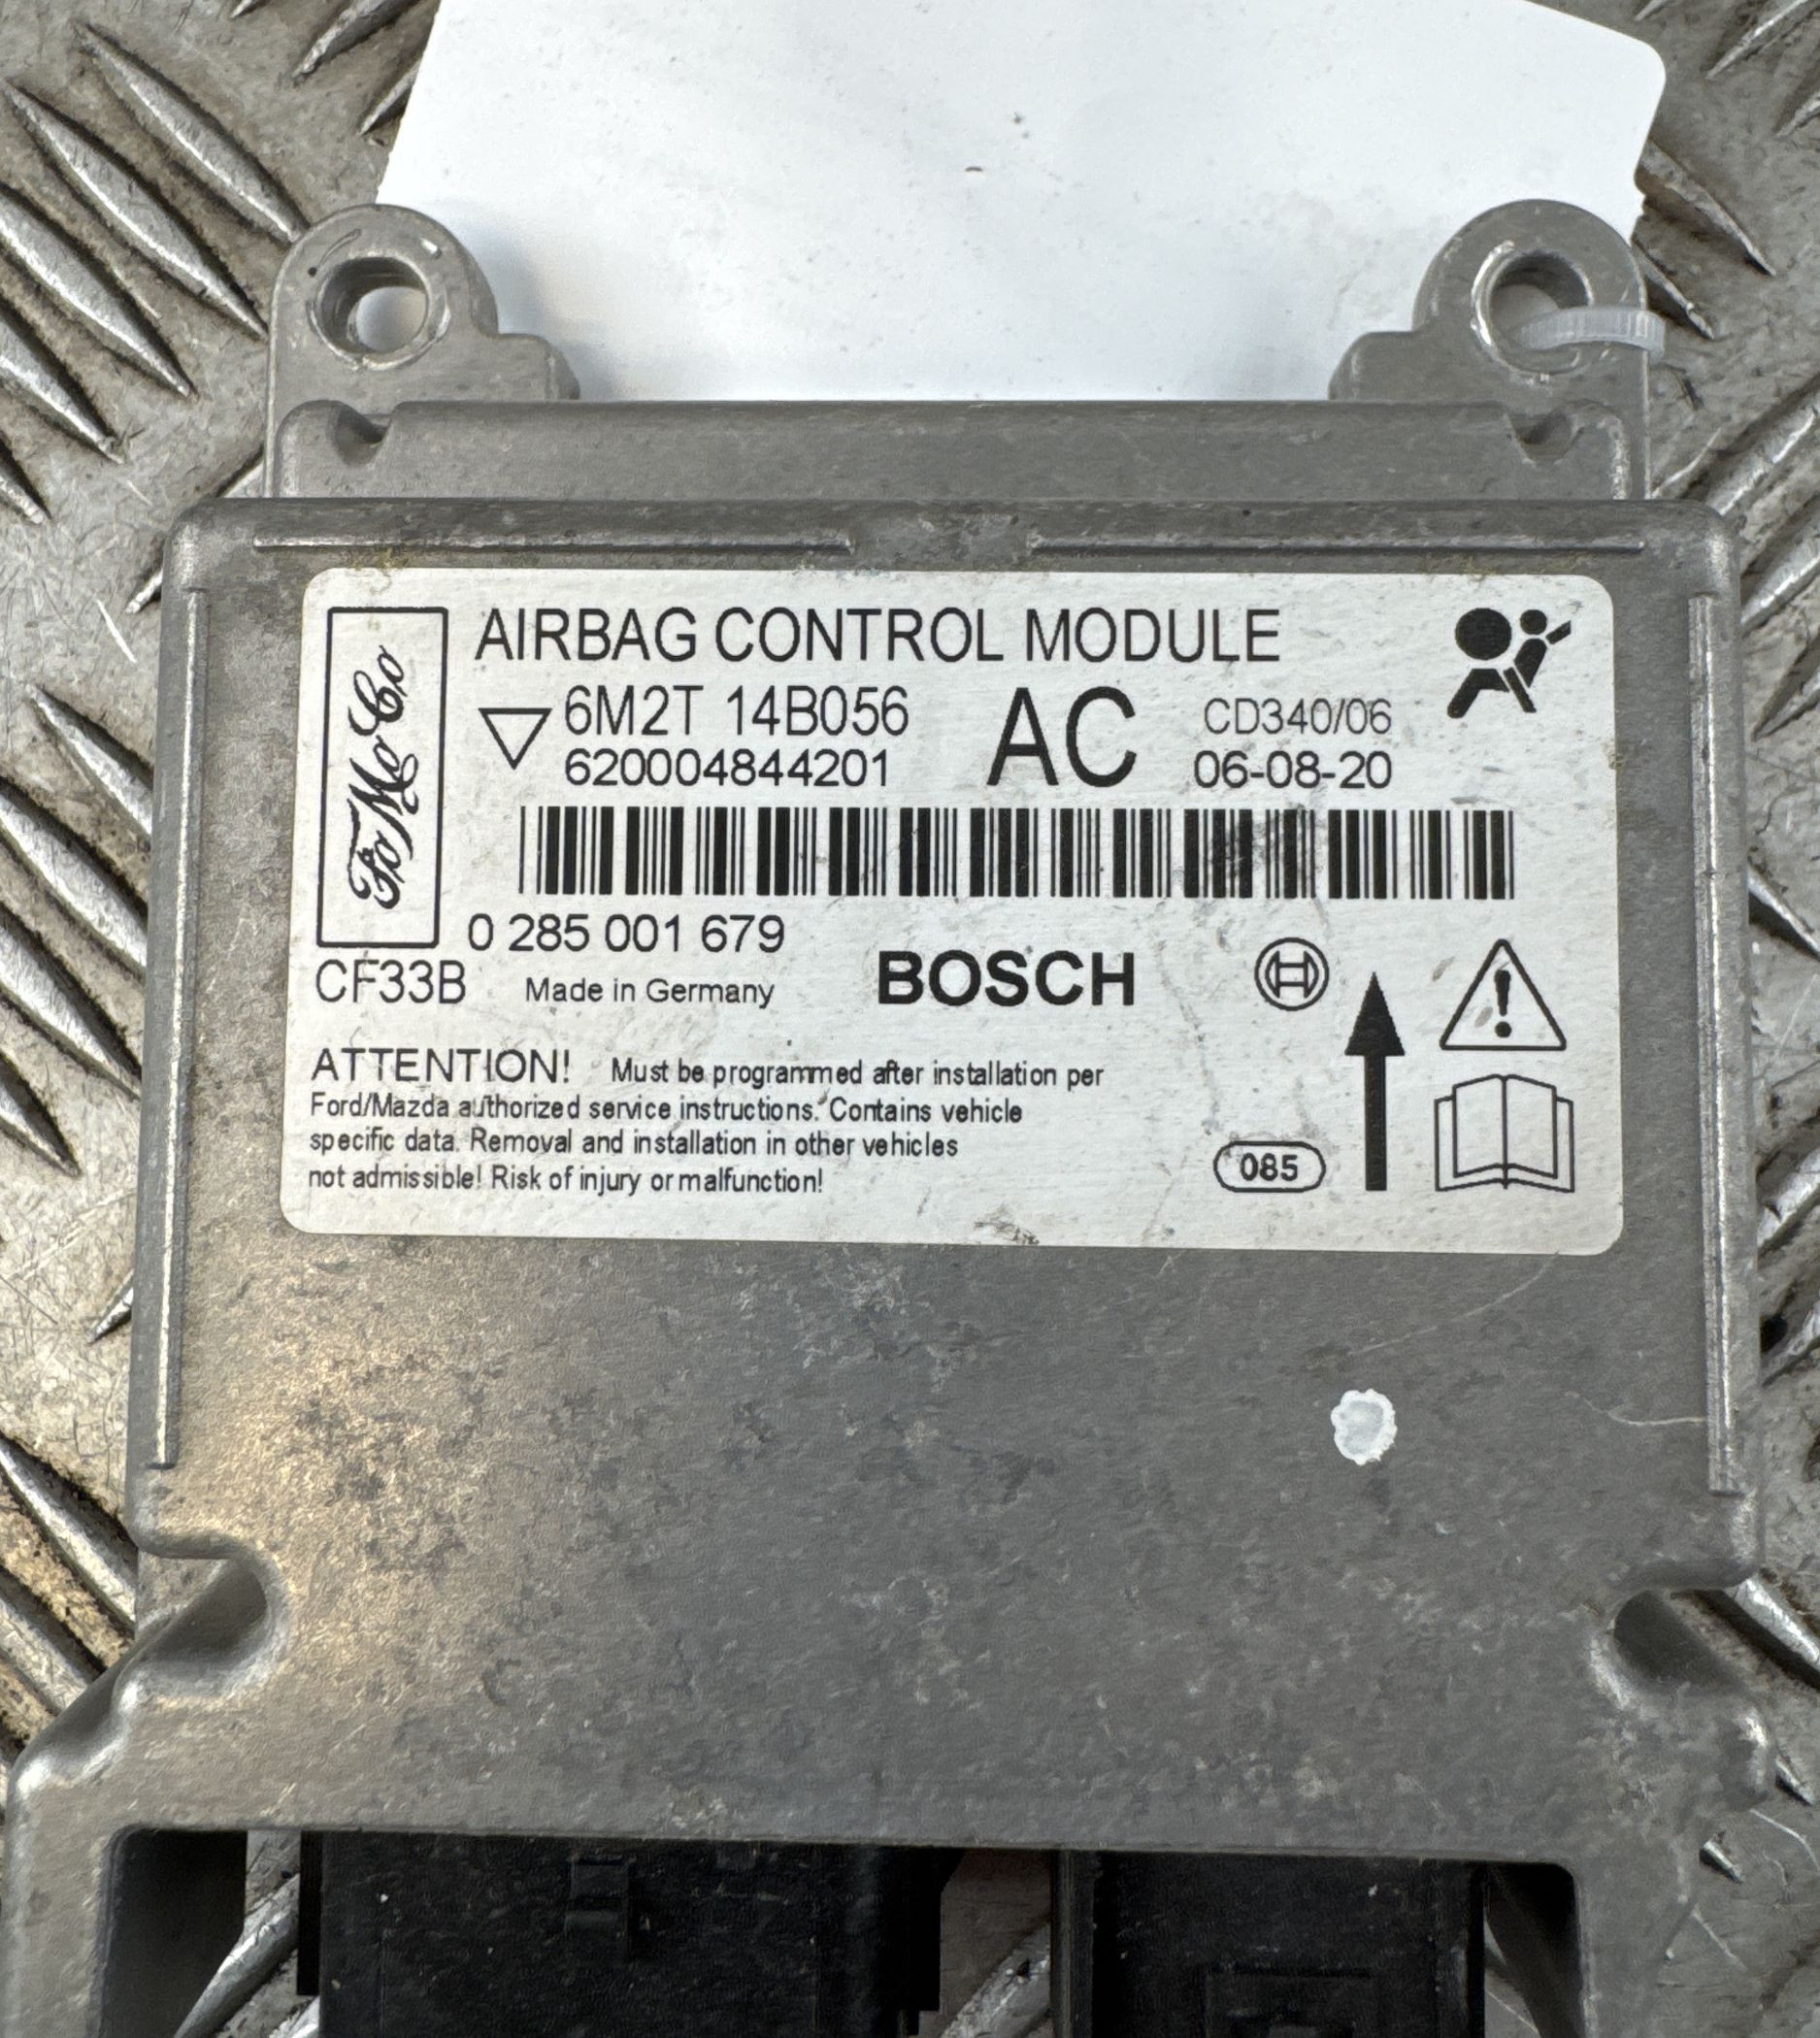 FoMoCo
AIRBAG CONTROL MODULE
6M2T 14B056 AC CD340/06
620004844201 06-08-20
0 285 001 679
CF33B Made in Germany BOSCH
ATTENTION! Must be programmed after installation per
Ford/Mazda authorized service instructions. Contains vehicle
specific data. Removal and installation in other vehicles
not admissible! Risk of injury or malfunction!
085